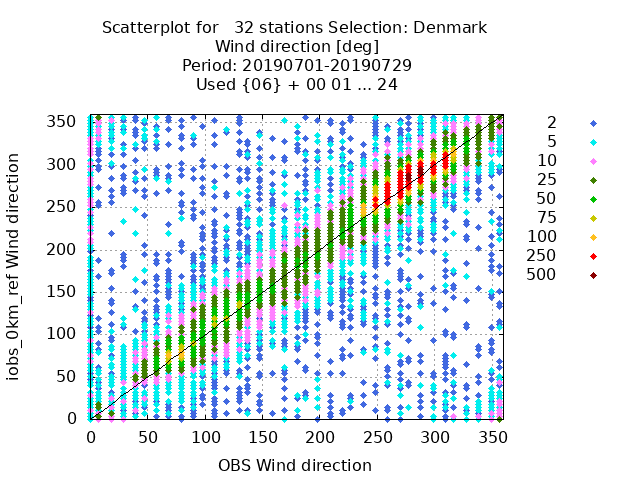 Scatterplot for   32 stations Selection: Denmark
Wind direction [deg]
Period: 20190701-20190729
Used {06} + 00 01 ... 24
iobs_0km_ref Wind direction
350
300
250
200
150
100
50
0
0 50 100 150 200 250 300 350
OBS Wind direction
2
5
10
25
50
75
100
250
500